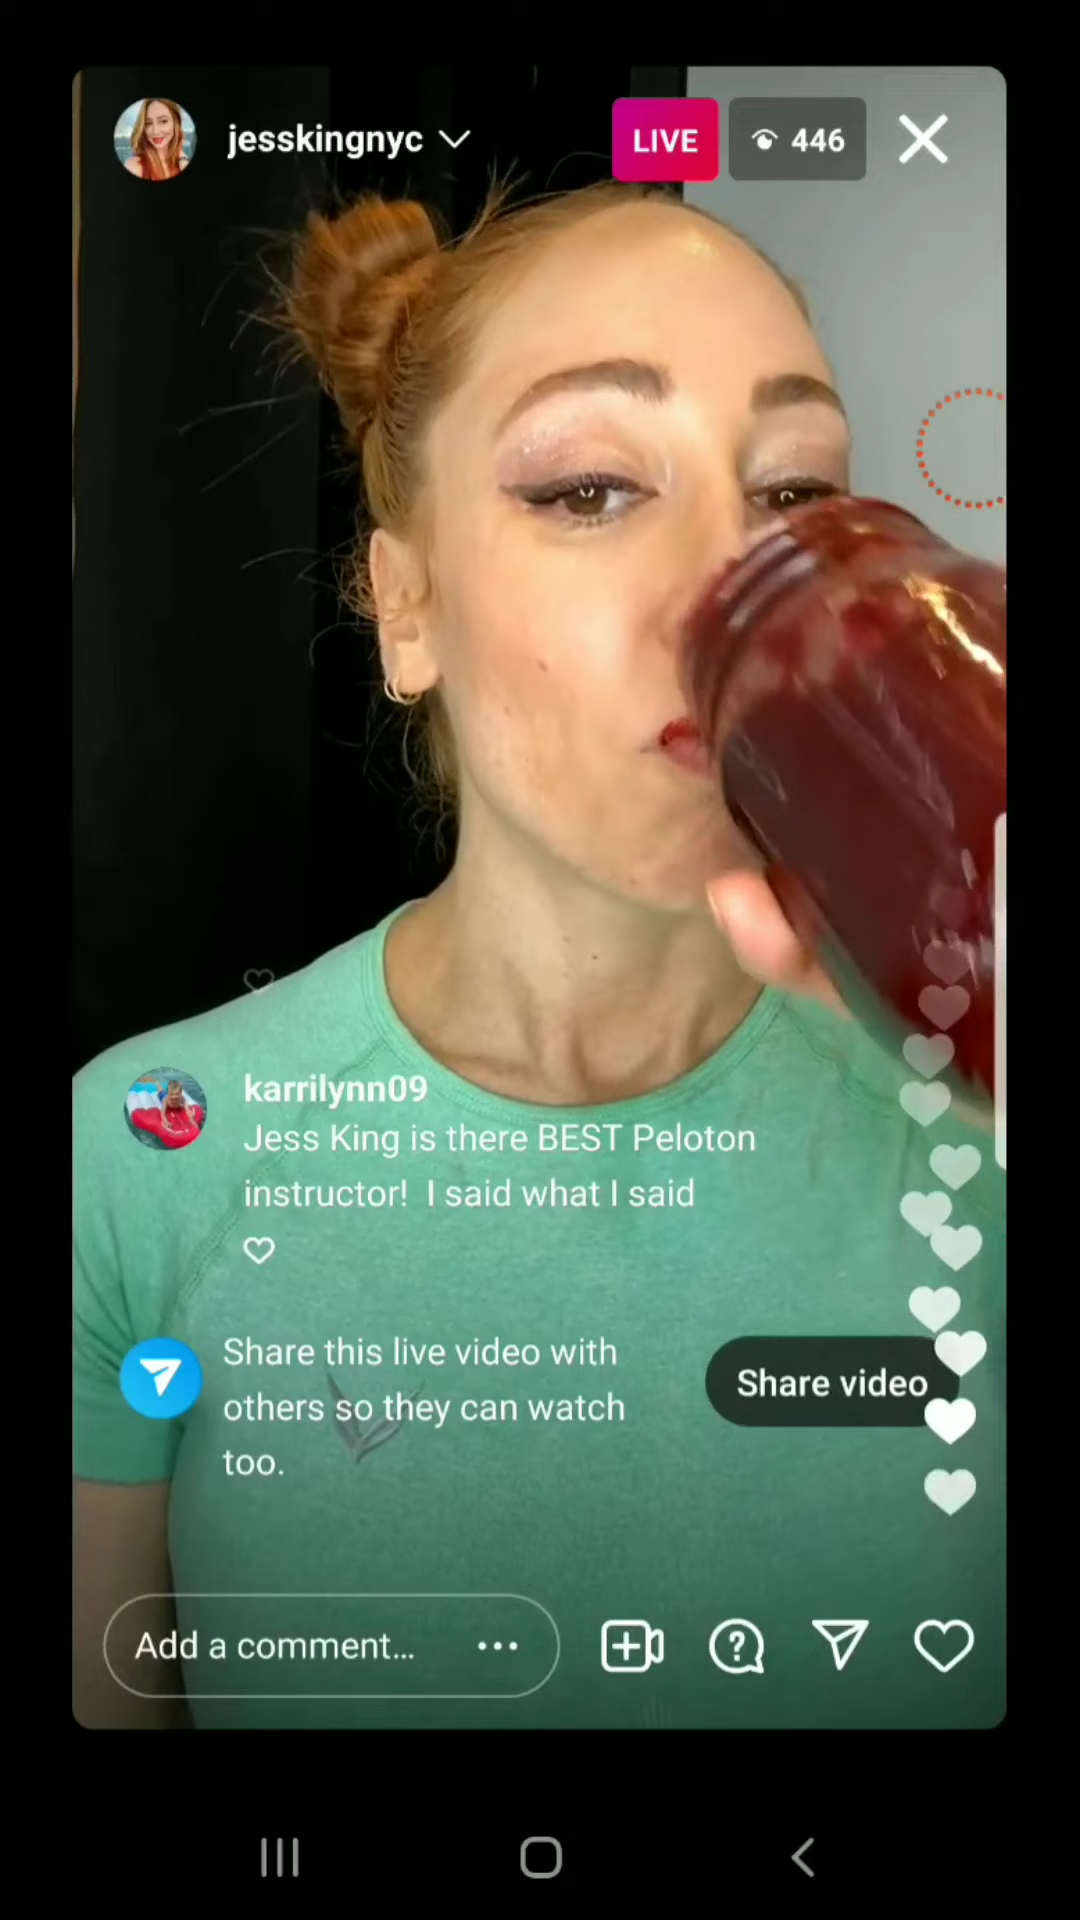 jesskingnyc
LIVE
446
karrilynn09
Jess King is there BEST Peloton
instructor!  I said what I said
Share this live video with
others so they can watch
too.
Share video
Add a comment...